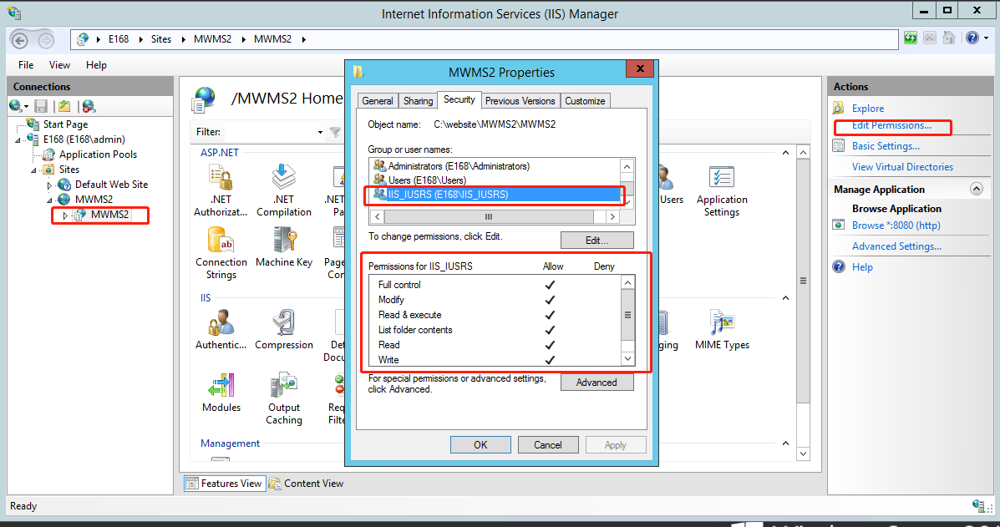 Internet Information Services (IIS) Manager
E168
Sites
MWMS2
MWMS2
File
View
Help
Connections
Start Page
E168 (E168\admin)
Application Pools
Sites
Default Web Site
MWMS2
MWMS2
/MWMS2 Home
Filter:
ASP.NET
.NET
Authorizat...
.NET
Compilation
.NET
Pa
Users
Application
Settings
Connection
Strings
Machine Key
Page
Co
IIS
Authentic...
Compression
Def
Docu
ging
MIME Types
Modules
Output
Caching
Req
Filte
Management
Features View
Content View
MWMS2 Properties
General
Sharing
Security
Previous Versions
Customize
Object name:
C:\website\MWMS2\MWMS2
Group or user names:
Administrators (E168\Administrators)
Users (E168\Users)
IIS_IUSRS (E168\IIS_IUSRS)
To change permissions, click Edit.
Edit...
Permissions for IIS_IUSRS
Allow
Deny
Full control
Modify
Read & execute
List folder contents
Read
Write
For special permissions or advanced settings,
click Advanced.
Advanced
OK
Cancel
Apply
Actions
Explore
Edit Permissions...
Basic Settings...
View Virtual Directories
Manage Application
Browse Application
Browse *:8080 (http)
Advanced Settings...
Help
Ready